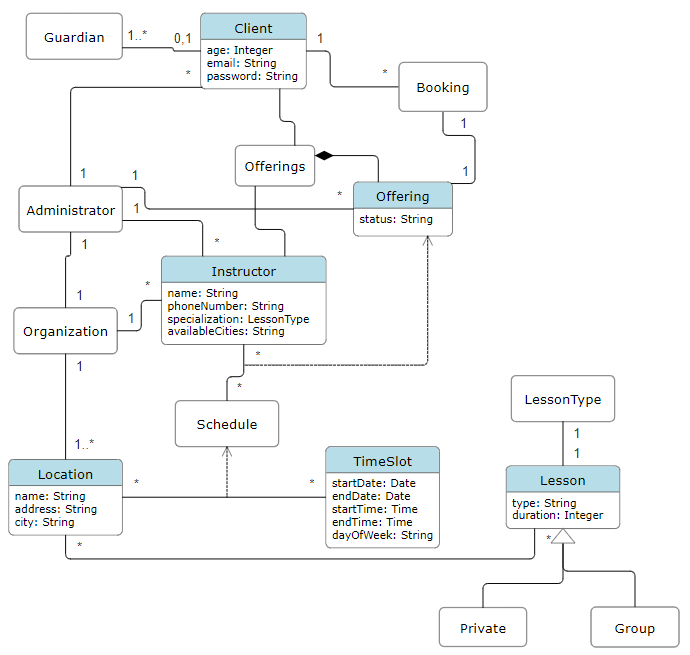 Client
Guardian
1..*
0,1
age: Integer
email: String
password: String
1
*
Booking
*
1
1
Offerings
1
1
*
Offering
status: String
Administrator
1
1
*
1
Instructor
name: String
phoneNumber: String
specialization: LessonType
availableCities: String
*
1
1
Organization
1
*
*
Schedule
LessonType
1
1
1..*
Location
name: String
address: String
city: String
*
*
TimeSlot
startDate: Date
endDate: Date
startTime: Time
endTime: Time
dayOfWeek: String
Lesson
type: String
duration: Integer
*
*
Private
Group